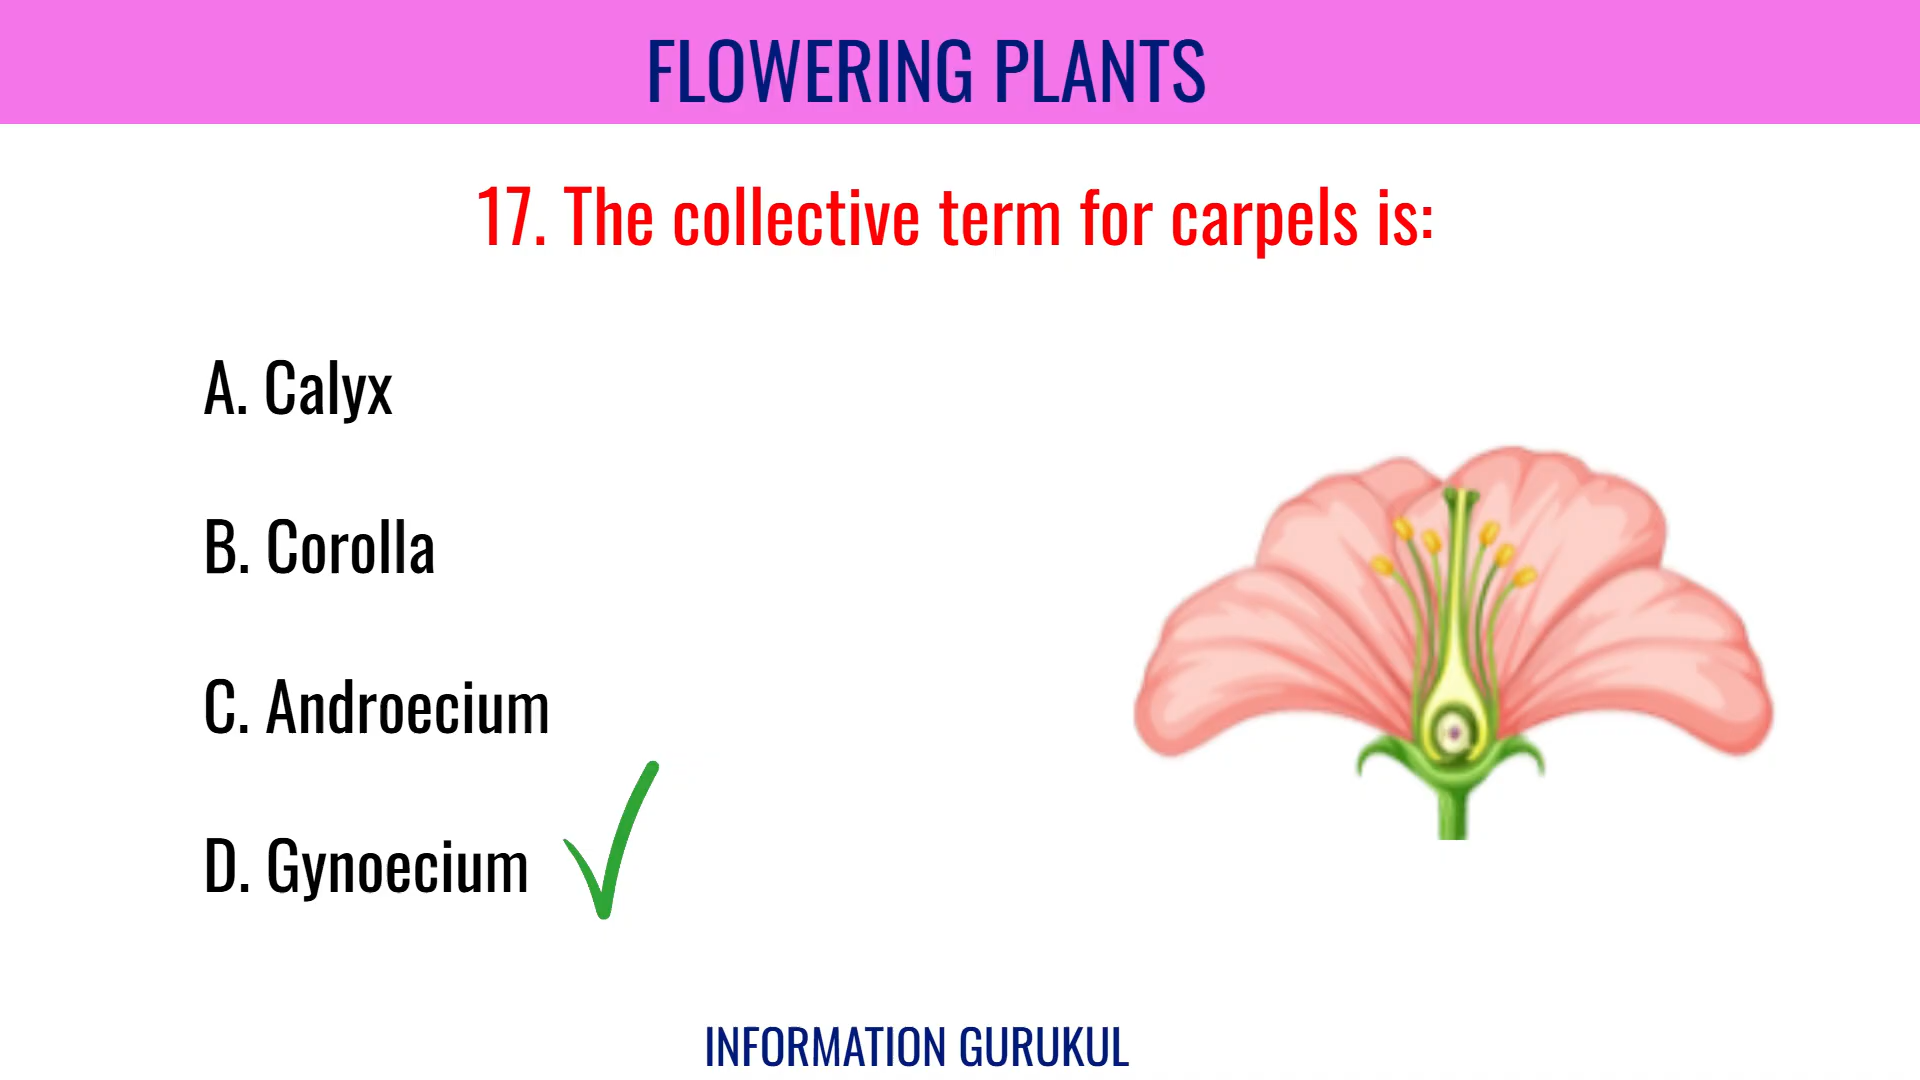 FLOWERING PLANTS
17. The collective term for carpels is:
A. Calyx
B. Corolla
C. Androecium
D. Gynoecium
INFORMATION GURUKUL